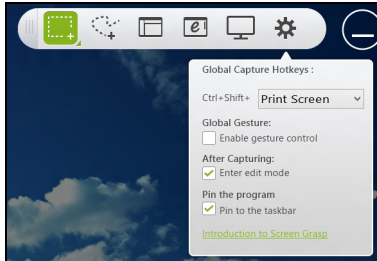 Global Capture Hotkeys :
Ctrl+Shift+ Print Screen
Global Gesture:
Enable gesture control
After Capturing:
Enter edit mode
Pin the program
Pin to the taskbar
Introduction to Screen Grasp